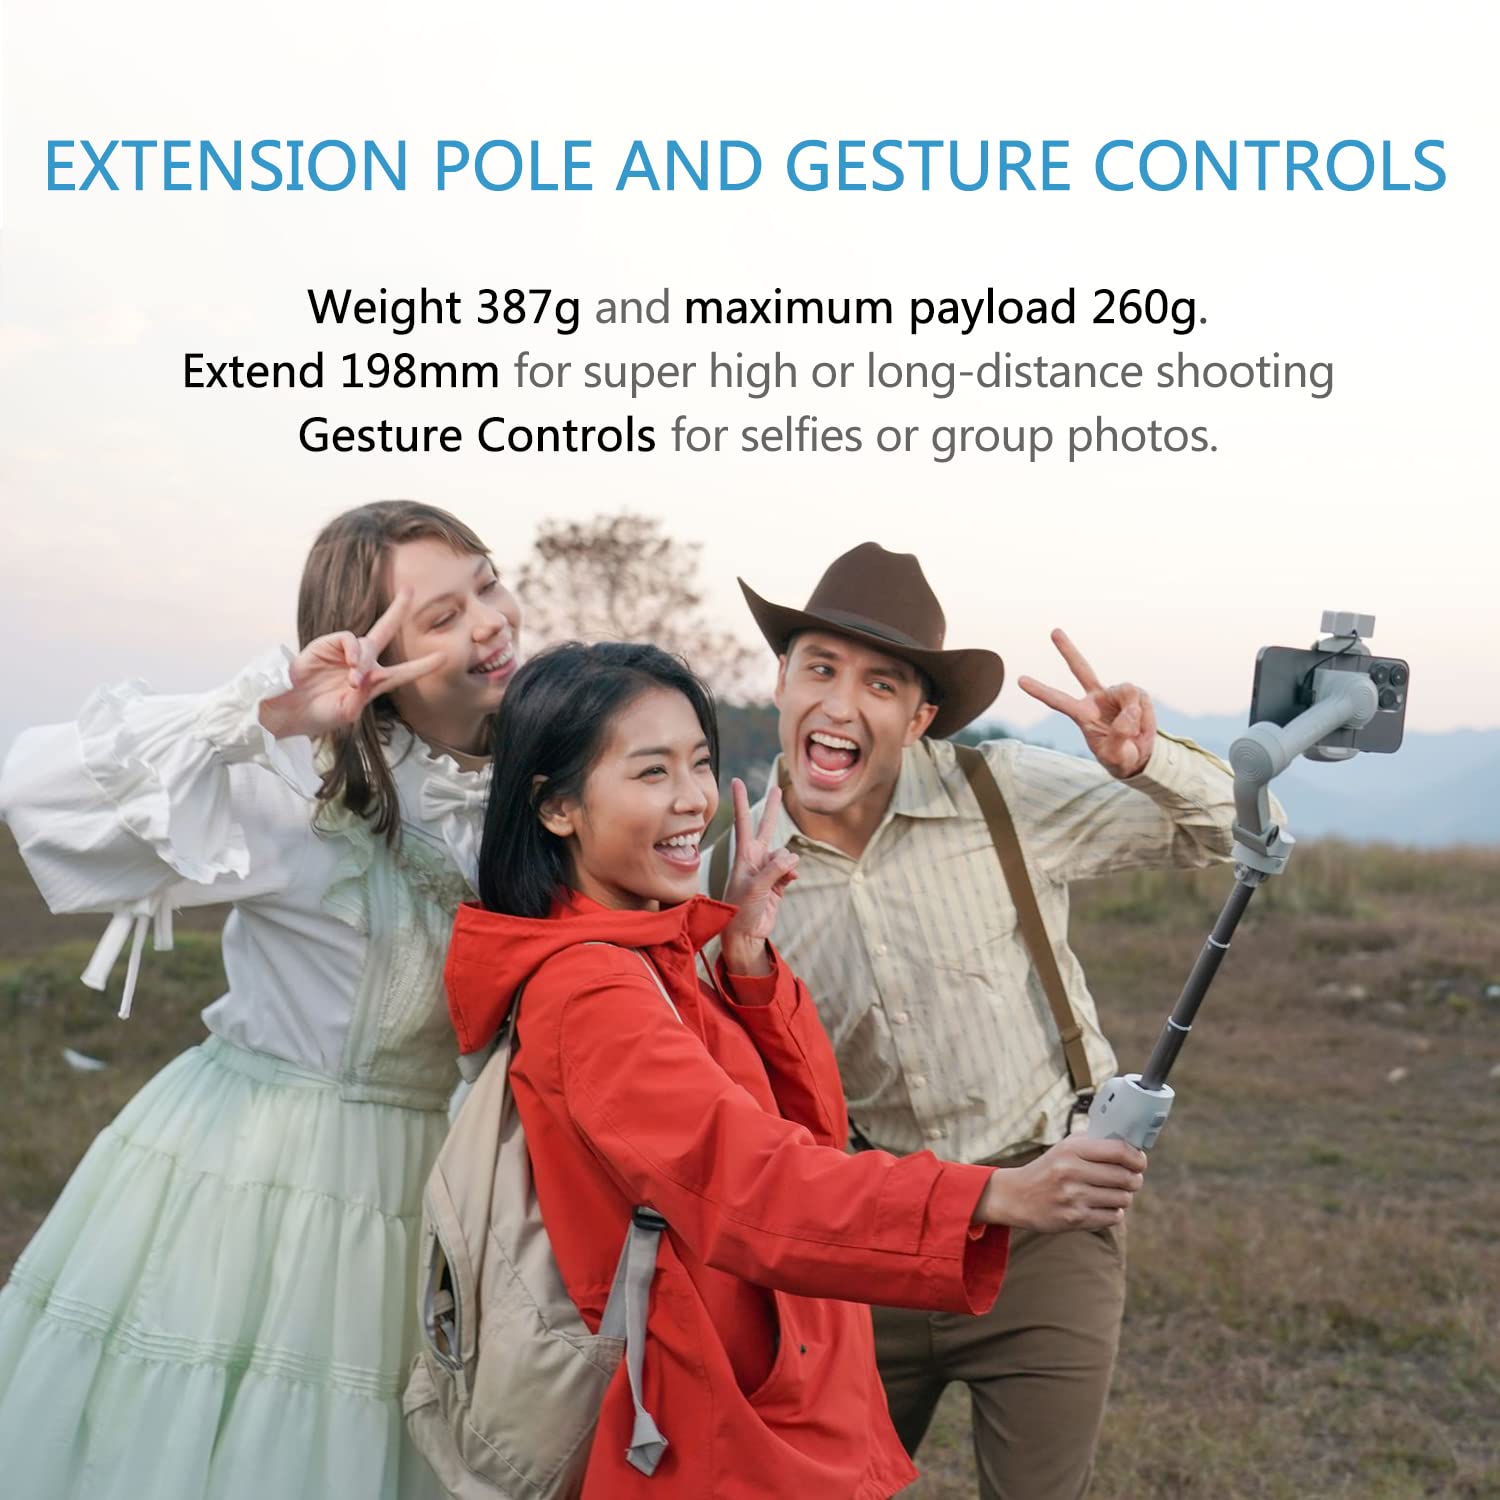 EXTENSION POLE AND GESTURE CONTROLS
Weight 387g and maximum payload 260g.
Extend 198mm for super high or long-distance shooting
Gesture Controls for selfies or group photos.